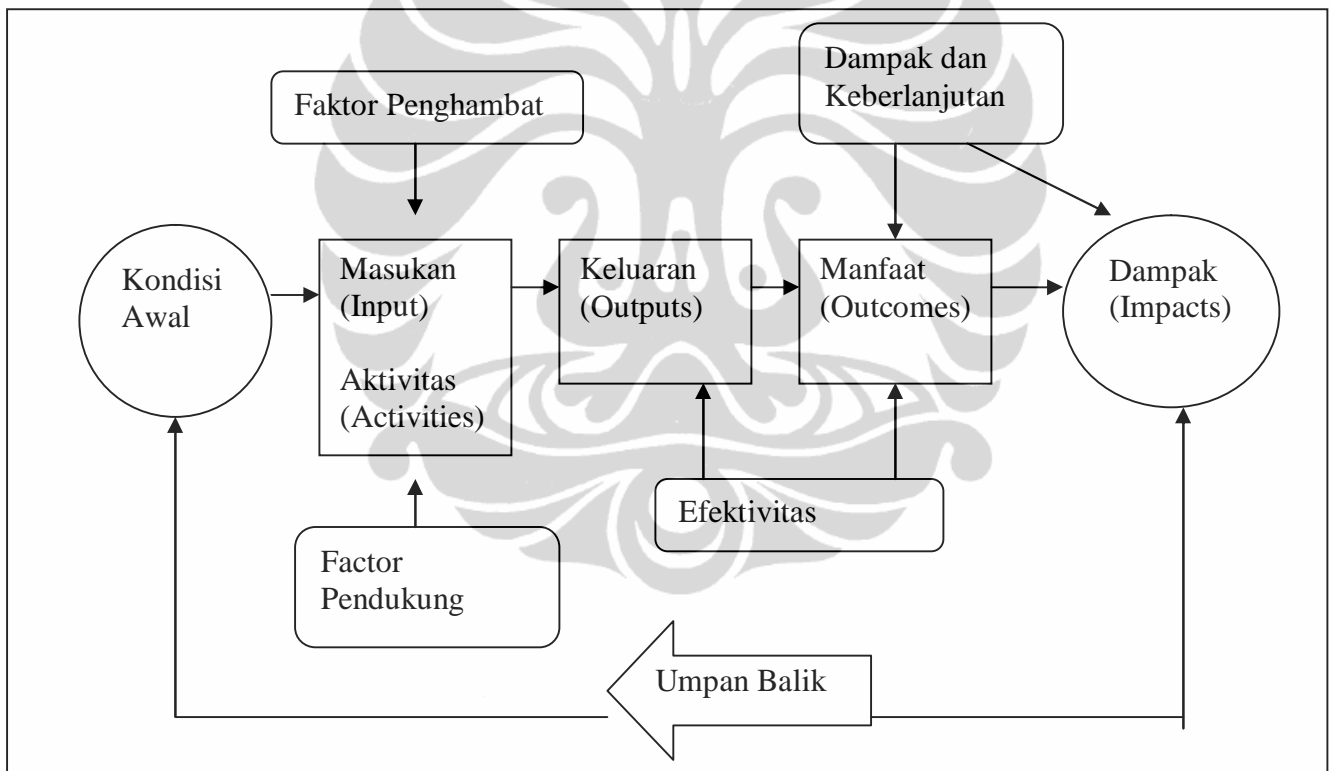 Faktor Penghambat
Dampak dan
Keberlanjutan
Kondisi
Awal
Masukan
(Input)
Aktivitas
(Activities)
Keluaran
(Outputs)
Manfaat
(Outcomes)
Dampak
(Impacts)
Efektivitas
Factor
Pendukung
Umpan Balik